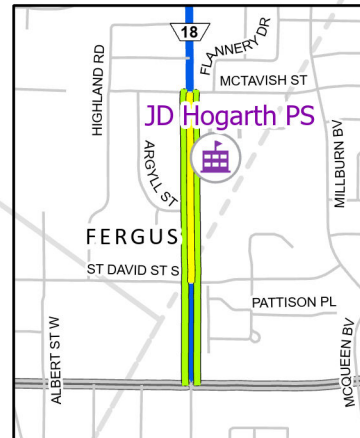 18
FLANNERY DR
HIGHLAND RD
MCTAVISH ST
JD Hogarth PS
ARGYLL ST
MILLBURN BV
FERGUS
ST DAVID ST S
PATTISON PL
ALBERT ST W
MCQUEEN BV